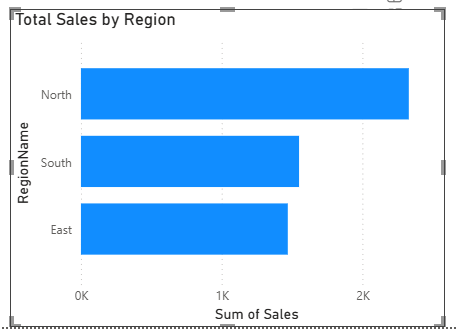 Total Sales by Region
RegionName
North
South
East
0K 1K 2K
Sum of Sales